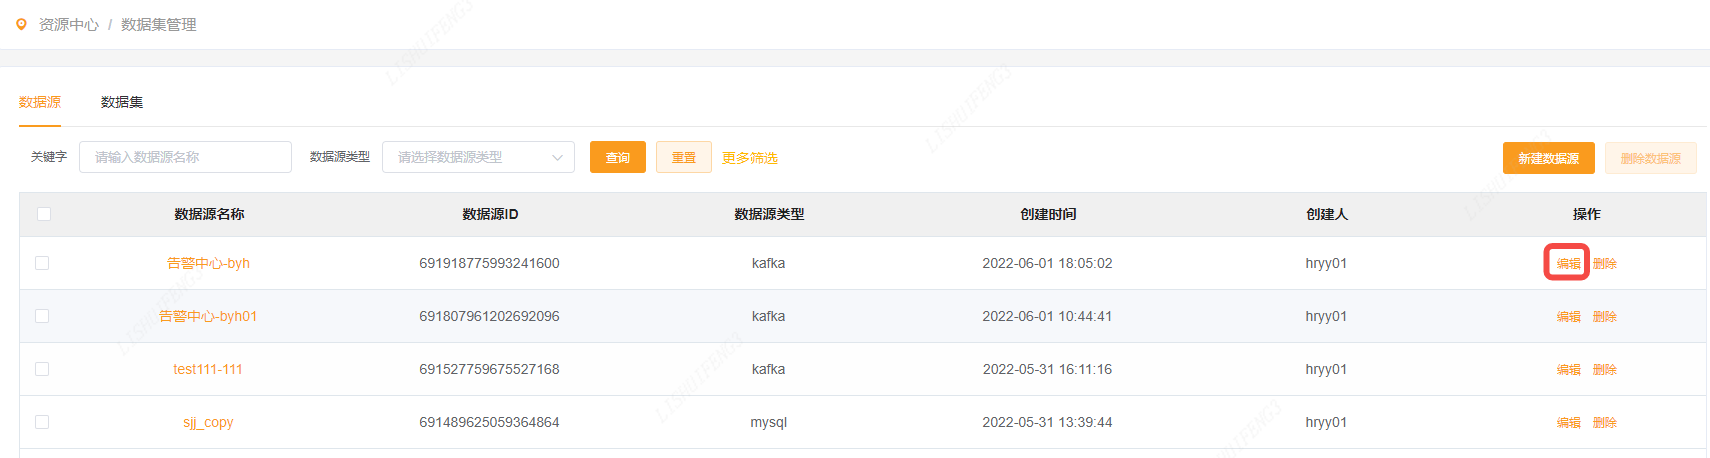 资源中心 / 数据集管理
数据源 数据集
关键字 请输入数据源名称 数据源类型 请选择数据源类型 查询 重置 更多筛选 新建数据源 删除数据源
数据源名称 数据源ID 数据源类型 创建时间 创建人 操作
告警中心-byh 691918775993241600 kafka 2022-06-01 18:05:02 hryy01 编辑 删除
告警中心-byh01 691807961202692096 kafka 2022-06-01 10:44:41 hryy01 编辑 删除
test111-111 691527759675527168 kafka 2022-05-31 16:11:16 hryy01 编辑 删除
sjj_copy 691489625059364864 mysql 2022-05-31 13:39:44 hryy01 编辑 删除
LISHUIFENG3
LISHUIFENG3
LISHUIFENG3
LISHUIFENG3
LISHUIFENG3
LISHUIFENG3